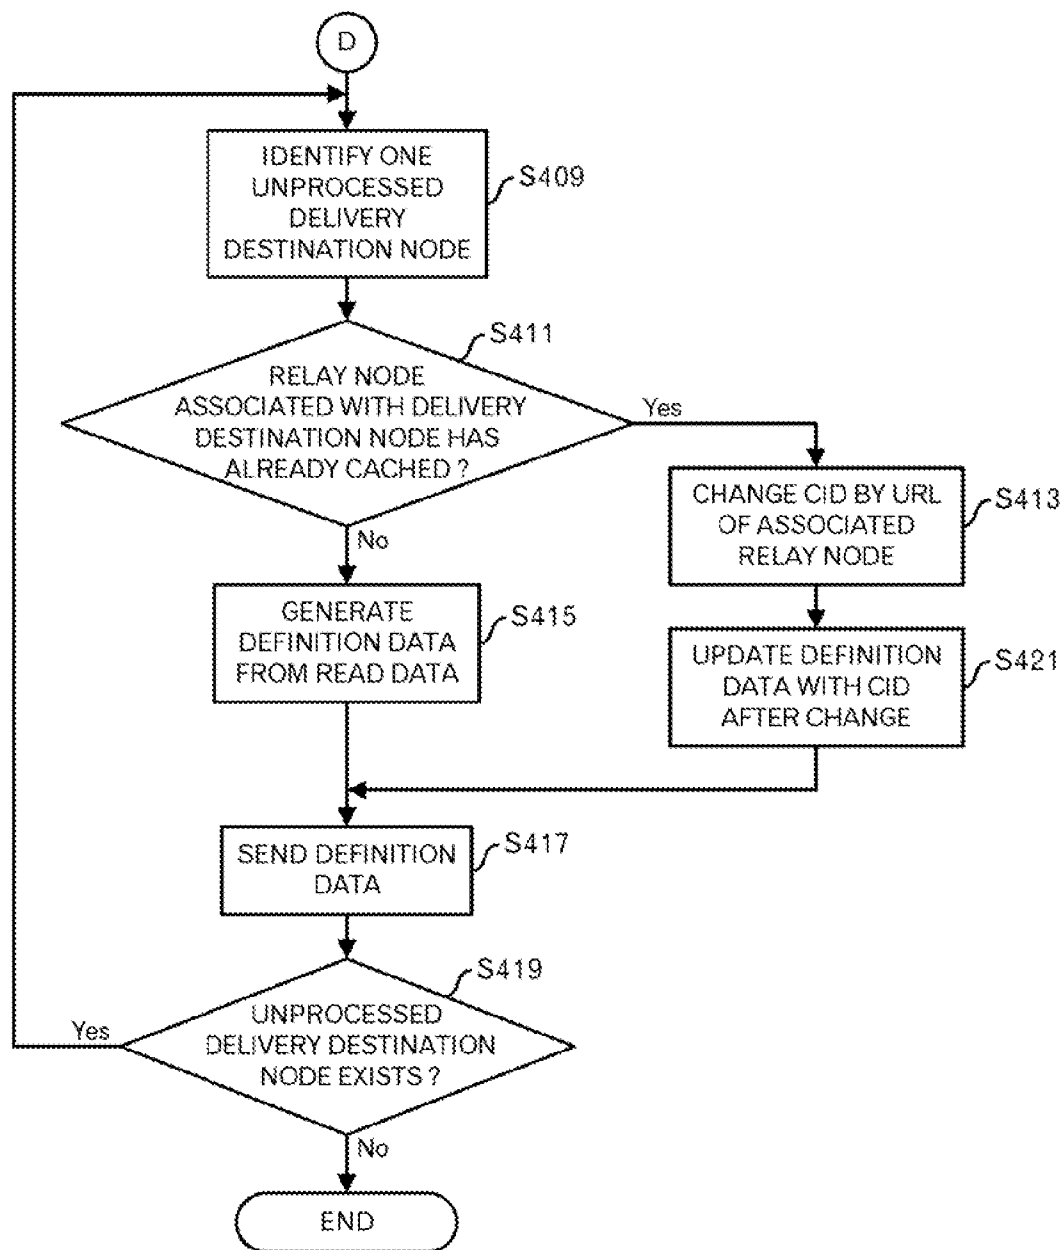 D
IDENTIFY ONE
UNPROCESSED
DELIVERY
DESTINATION NODE
S409
S411
RELAY NODE
ASSOCIATED WITH DELIVERY
DESTINATION NODE HAS
ALREADY CACHED ?
Yes
No
CHANGE CID BY URL
OF ASSOCIATED
RELAY NODE
S413
GENERATE
DEFINITION DATA
FROM READ DATA
S415
UPDATE DEFINITION
DATA WITH CID
AFTER CHANGE
S421
SEND DEFINITION
DATA
S417
S419
UNPROCESSED
DELIVERY DESTINATION
NODE EXISTS ?
Yes
No
END